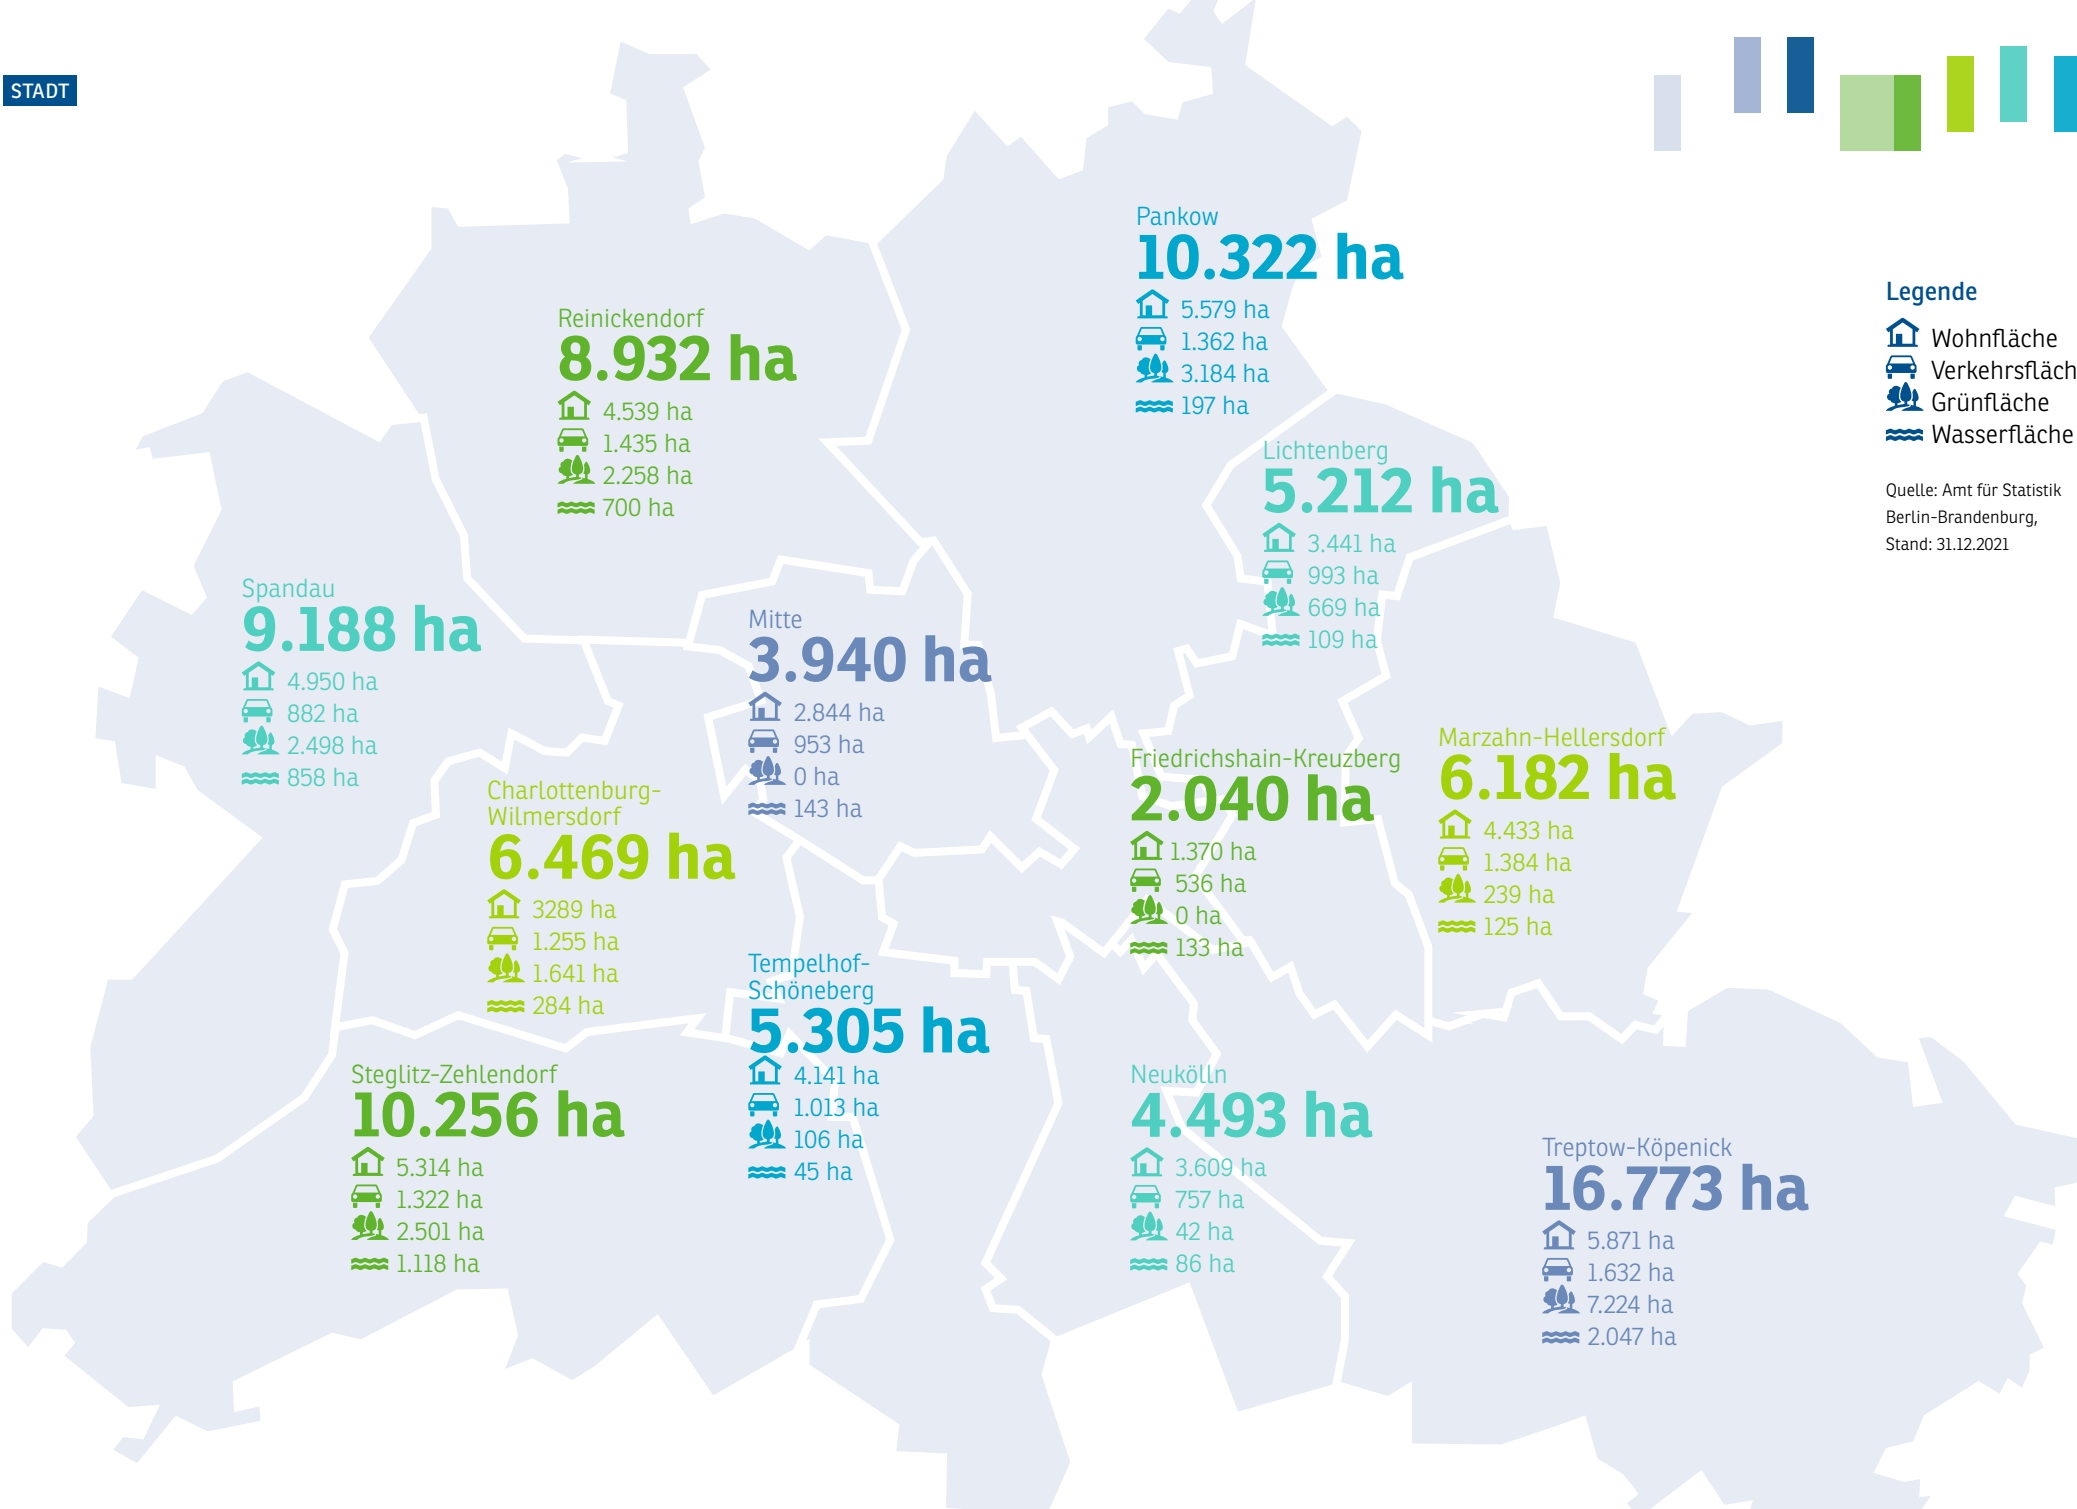 STADT
Pankow
10.322 ha
5.579 ha
1.362 ha
3.184 ha
197 ha
Legende
Wohnfläche
Verkehrsfläch
Grünfläche
Wasserfläche
Quelle: Amt für Statistik
Berlin-Brandenburg,
Stand: 31.12.2021
Reinickendorf
8.932 ha
4.539 ha
1.435 ha
2.258 ha
700 ha
Lichtenberg
5.212 ha
3.441 ha
993 ha
669 ha
109 ha
Spandau
9.188 ha
4.950 ha
882 ha
2.498 ha
858 ha
Mitte
3.940 ha
2.844 ha
953 ha
0 ha
143 ha
Friedrichshain-Kreuzberg
2.040 ha
1.370 ha
536 ha
0 ha
133 ha
Marzahn-Hellersdorf
6.182 ha
4.433 ha
1.384 ha
239 ha
125 ha
Charlottenburg-
Wilmersdorf
6.469 ha
3289 ha
1.255 ha
1.641 ha
284 ha
Tempelhof-
Schöneberg
5.305 ha
4.141 ha
1.013 ha
106 ha
45 ha
Steglitz-Zehlendorf
10.256 ha
5.314 ha
1.322 ha
2.501 ha
1.118 ha
Neukölln
4.493 ha
3.609 ha
757 ha
42 ha
86 ha
Treptow-Köpenick
16.773 ha
5.871 ha
1.632 ha
7.224 ha
2.047 ha